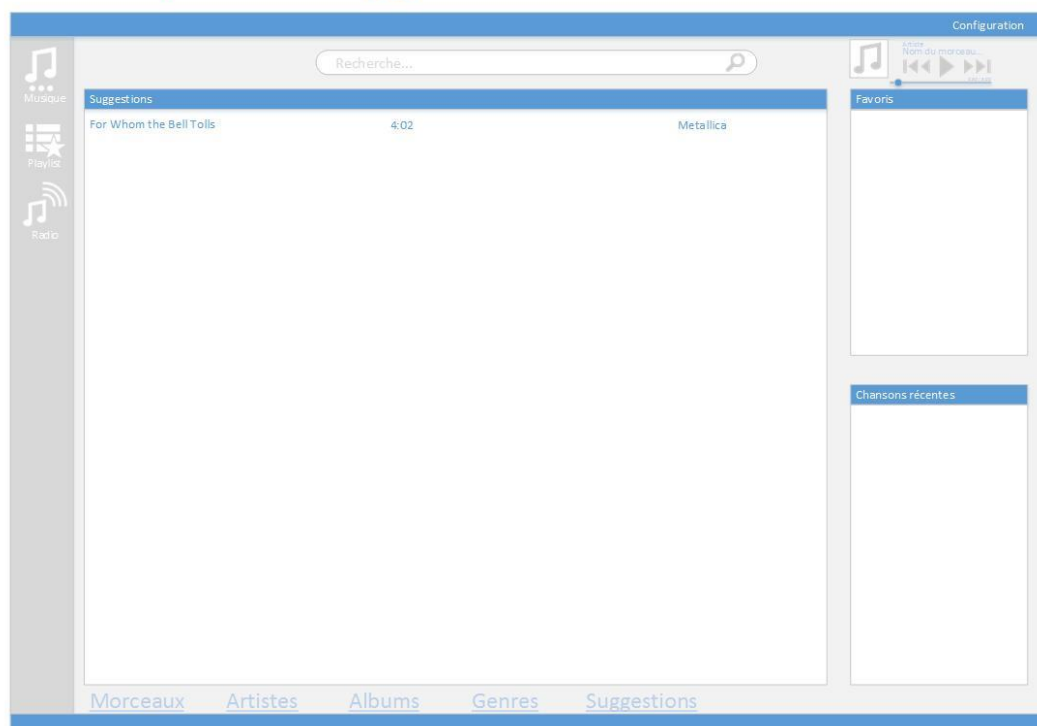 Configuration
Musique
Playlist
Radio
Recherche...
Artiste
Nom du morceau...
Suggestions
For Whom the Bell Tolls 4:02 Metallica
Favoris
Chansons récentes
Morceaux Artistes Albums Genres Suggestions